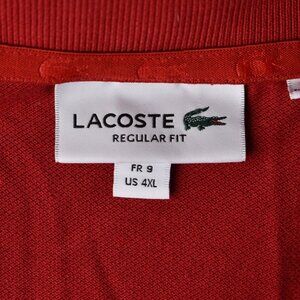 LACOSTE
REGULAR FIT
FR 9
US 4XL